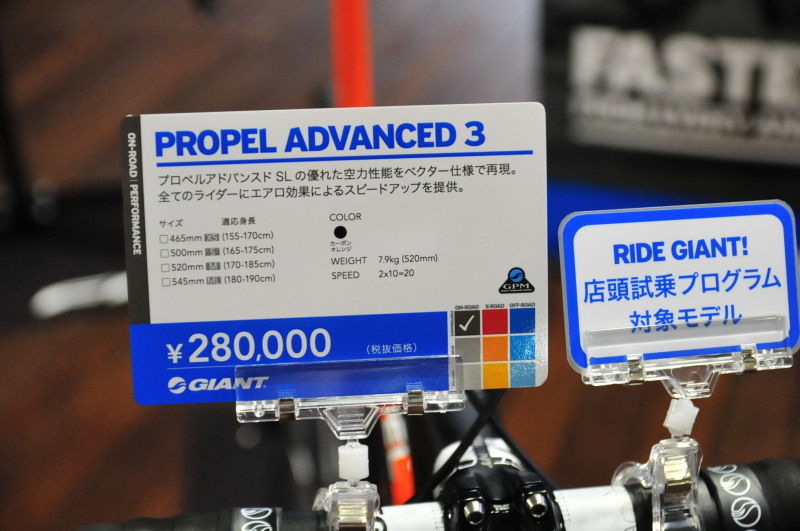 FASTE
ON-ROAD | PERFORMANCE
PROPEL ADVANCED 3
プロペルアドバンスド SL の優れた空力性能をベクター仕様で再現。
全てのライダーにエアロ効果によるスピードアップを提供。
サイズ 適応身長
465mm XS (155-170cm)
500mm S (165-175cm)
520mm M (170-185cm)
545mm ML (180-190cm)
COLOR
カーボン
オレンジ
WEIGHT 7.9kg (520mm)
SPEED 2x10=20
GPM
ON-ROAD X-ROAD OFF-ROAD
¥280,000 (税抜価格)
GIANT
RIDE GIANT!
店頭試乗プログラム
対象モデル